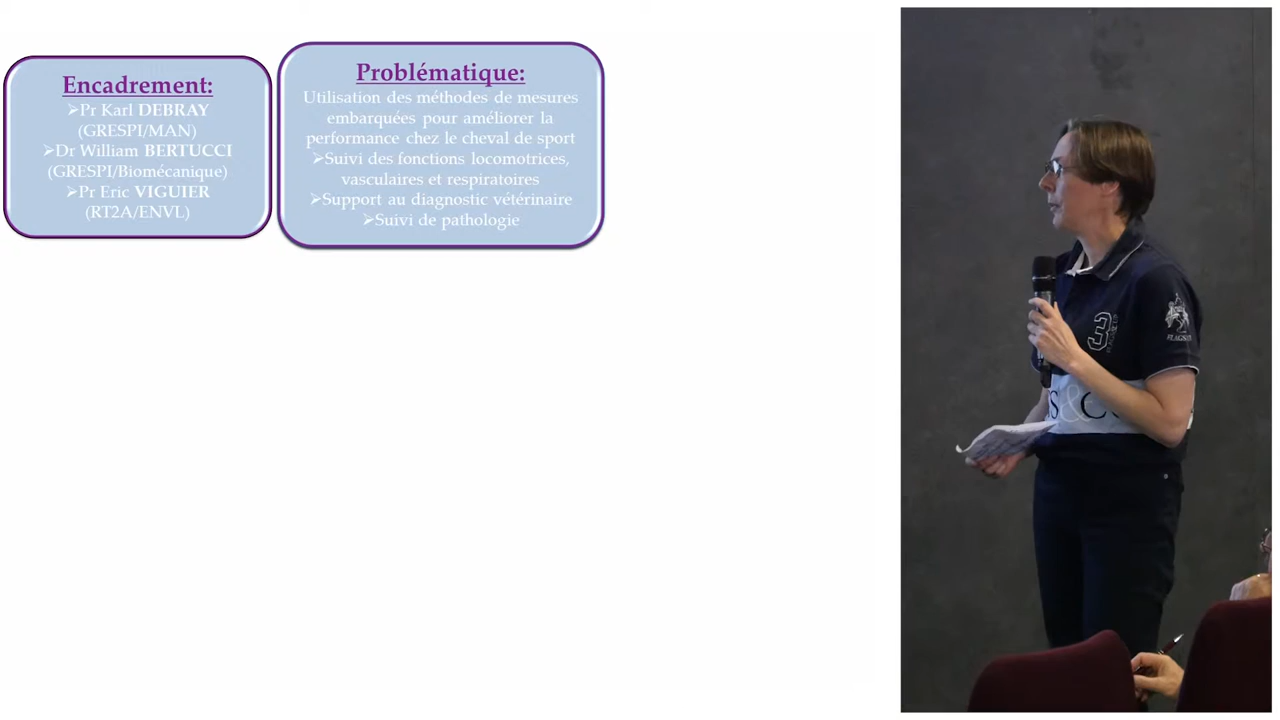 Encadrement:
➢Pr Karl DEBRAY
(GRESPI/MAN)
➢Dr William BERTUCCI
(GRESPI/Biomécanique)
➢Pr Eric VIGUIER
(RT2A/ENVL)
Problématique:
Utilisation des méthodes de mesures
embarquées pour améliorer la
performance chez le cheval de sport
➢Suivi des fonctions locomotrices,
vasculaires et respiratoires
➢Support au diagnostic vétérinaire
➢Suivi de pathologie
3
S&C